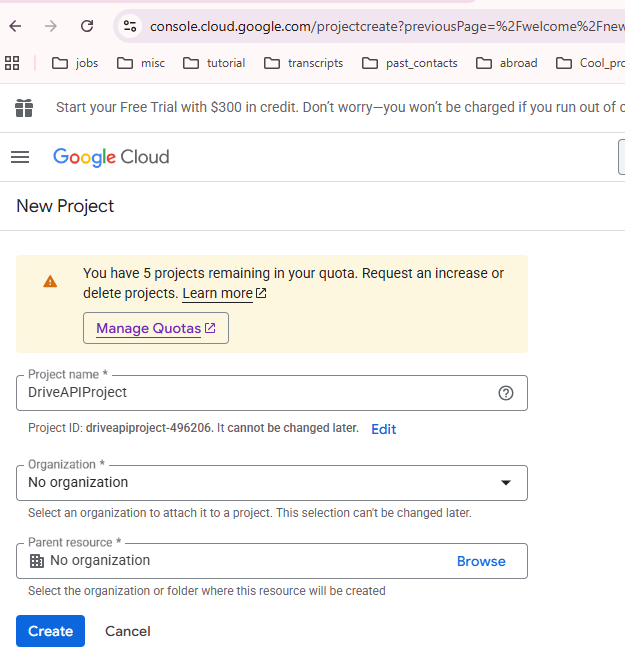 console.cloud.google.com/projectcreate?previousPage=%2Fwelcome%2Fnew
jobs misc tutorial transcripts past_contacts abroad Cool_pro
Start your Free Trial with $300 in credit. Don’t worry—you won’t be charged if you run out of c
Google Cloud
New Project
You have 5 projects remaining in your quota. Request an increase or
delete projects. Learn more
Manage Quotas
Project name *
DriveAPIProject
Project ID: driveapiproject-496206. It cannot be changed later. Edit
Organization *
No organization
Select an organization to attach it to a project. This selection can't be changed later.
Parent resource *
No organization Browse
Select the organization or folder where this resource will be created
Create Cancel